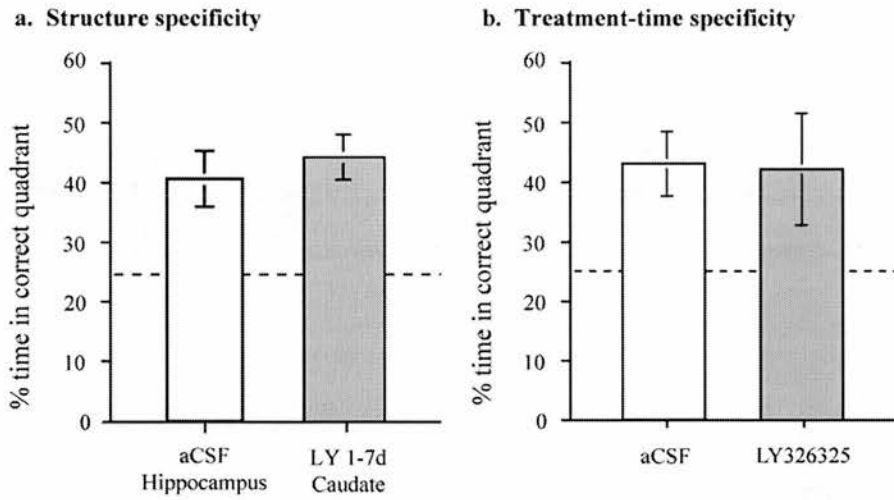 a. Structure specificity
% time in correct quadrant
60
50
40
30
20
10
0
aCSF
Hippocampus
LY 1-7d
Caudate
b. Treatment-time specificity
% time in correct quadrant
60
50
40
30
20
10
0
aCSF
LY326325